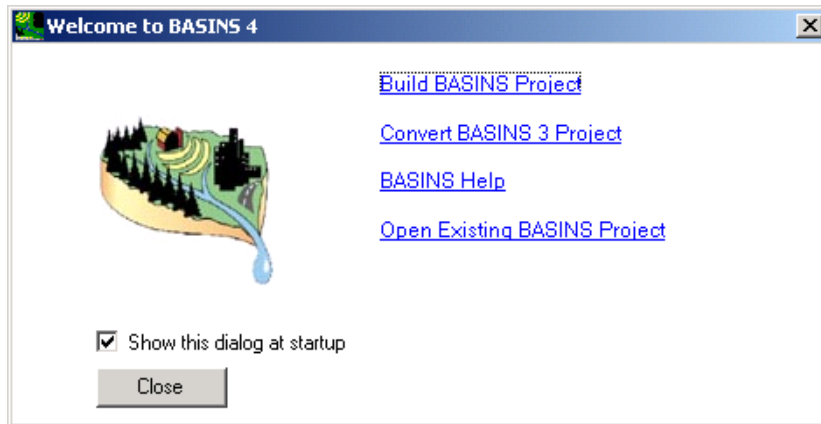 Welcome to BASINS 4
Build BASINS Project
Convert BASINS 3 Project
BASINS Help
Open Existing BASINS Project
Show this dialog at startup
Close